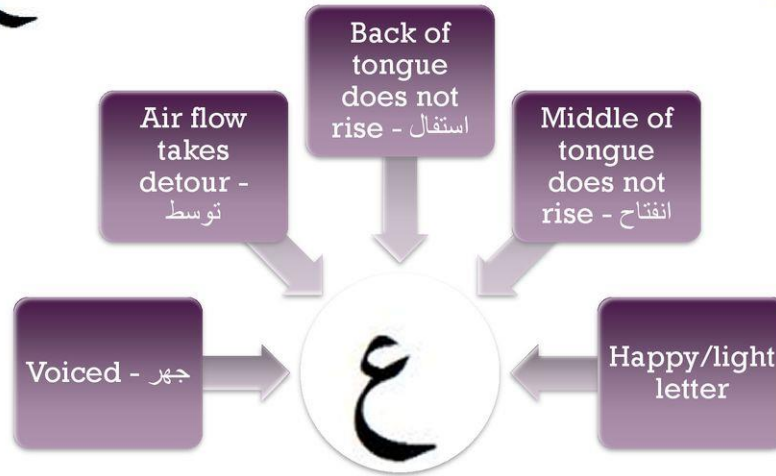 Back of
tongue
does not
rise - استفال
Air flow
takes
detour -
توسط
Middle of
tongue
does not
rise - انفتاح
Voiced - جهر
ع
Happy/light
letter